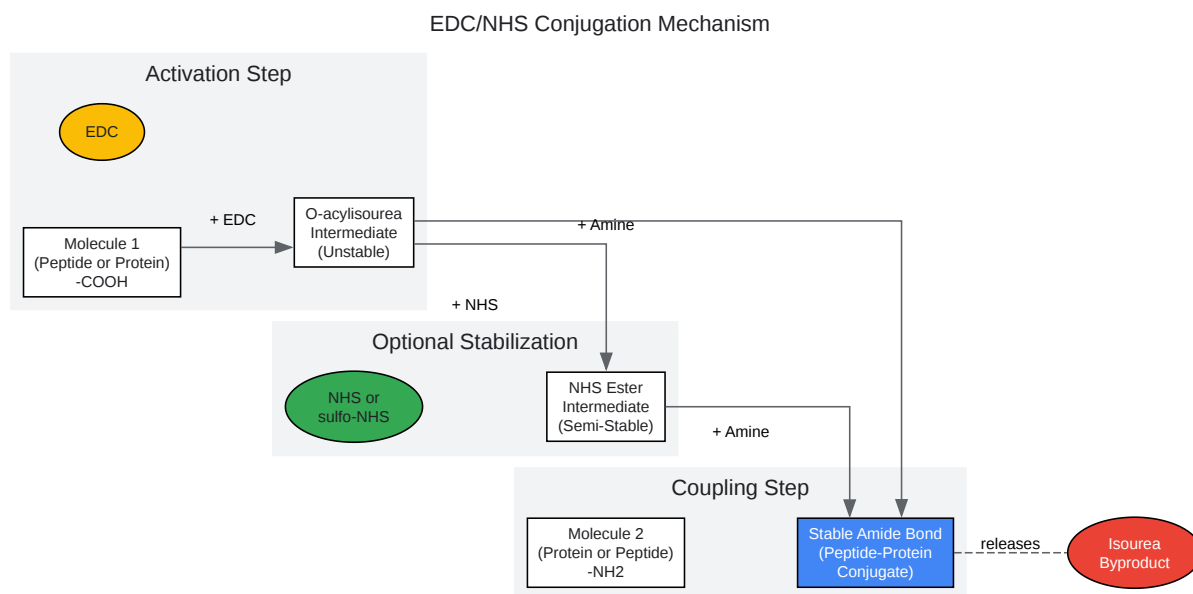 EDC/NHS Conjugation Mechanism
Activation Step
EDC
+ EDC
Molecule 1
(Peptide or Protein)
-COOH
O-acylisourea
Intermediate
(Unstable)
+ Amine
+ NHS
Optional Stabilization
NHS or
sulfo-NHS
NHS Ester
Intermediate
(Semi-Stable)
+ Amine
Coupling Step
Molecule 2
(Protein or Peptide)
-NH2
Stable Amide Bond
(Peptide-Protein
Conjugate)
releases
Isourea
Byproduct